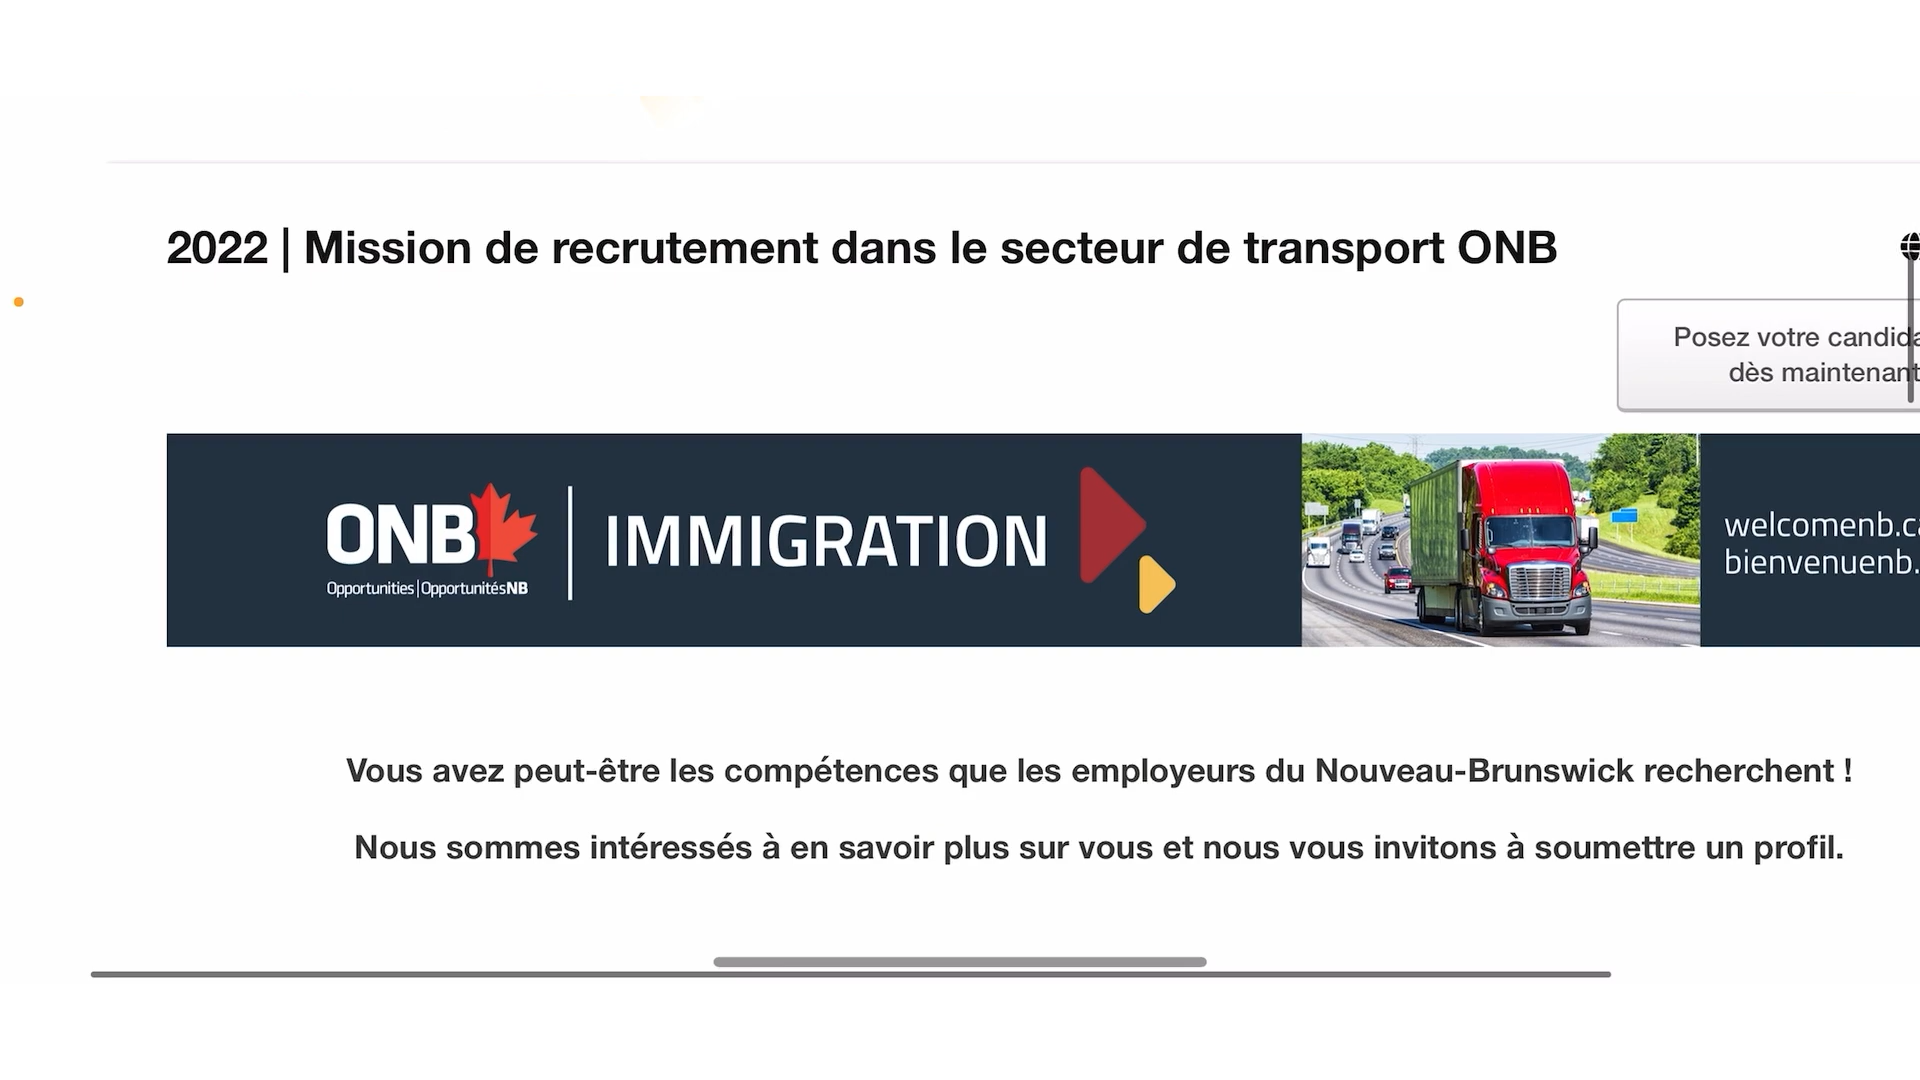 2022 | Mission de recrutement dans le secteur de transport ONB
Posez votre
dès maintenant
ONB
Opportunities|OpportunitésNB
IMMIGRATION
welcomenb.ca
bienvenuenb.
Vous avez peut-être les compétences que les employeurs du Nouveau-Brunswick recherchent !
Nous sommes intéressés à en savoir plus sur vous et nous vous invitons à soumettre un profil.